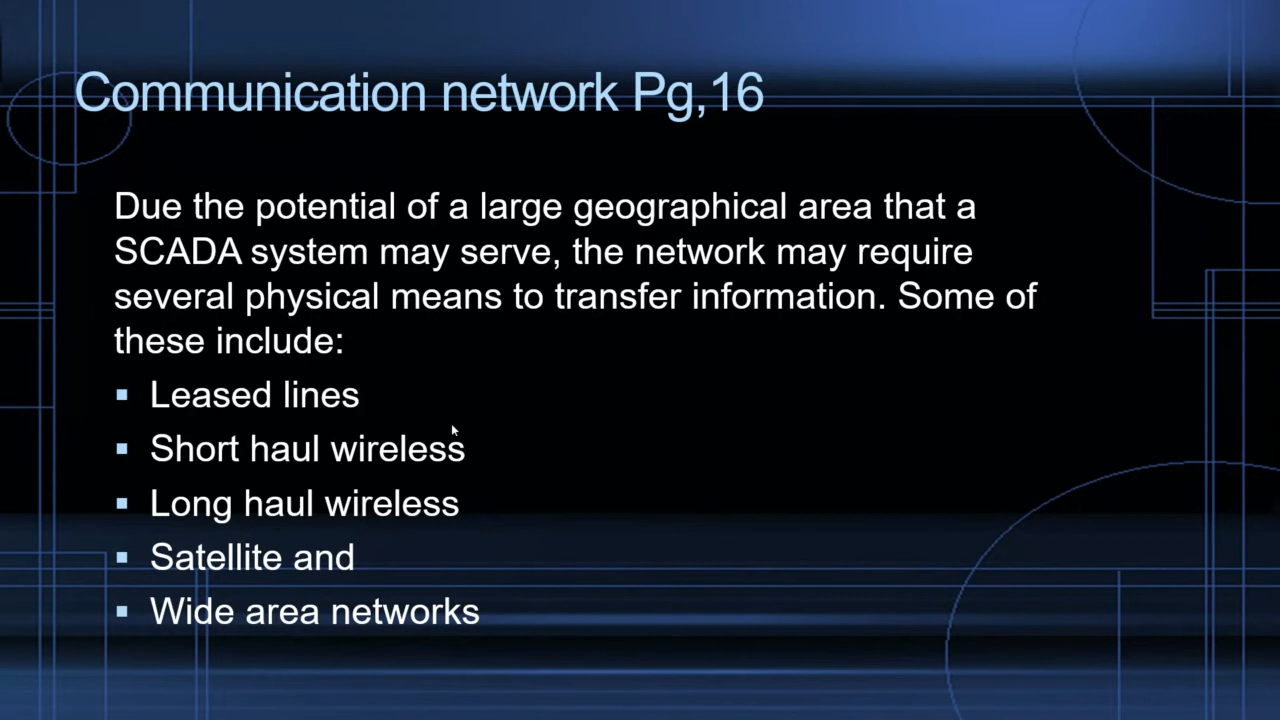 Communication network Pg,16
Due the potential of a large geographical area that a
SCADA system may serve, the network may require
several physical means to transfer information. Some of
these include:
▪ Leased lines
▪ Short haul wireless
▪ Long haul wireless
▪ Satellite and
▪ Wide area networks